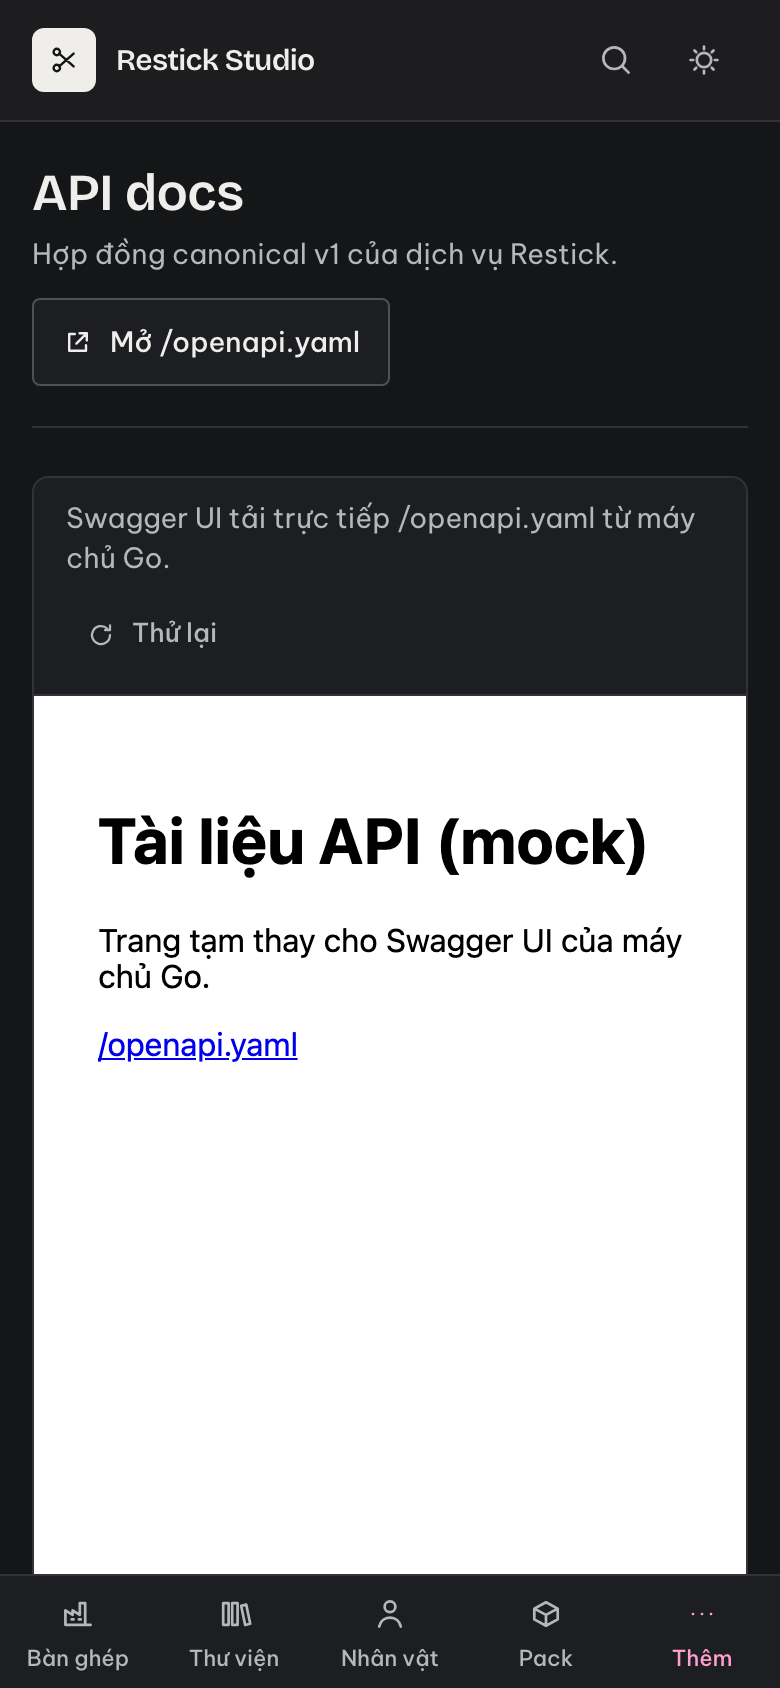 Restick Studio
API docs
Hợp đồng canonical v1 của dịch vụ Restick.
Mở /openapi.yaml
Swagger UI tải trực tiếp /openapi.yaml từ máy
chủ Go.
Thử lại
Tài liệu API (mock)
Trang tạm thay cho Swagger UI của máy
chủ Go.
/openapi.yaml
Bàn ghép
Thư viện
Nhân vật
Pack
Thêm